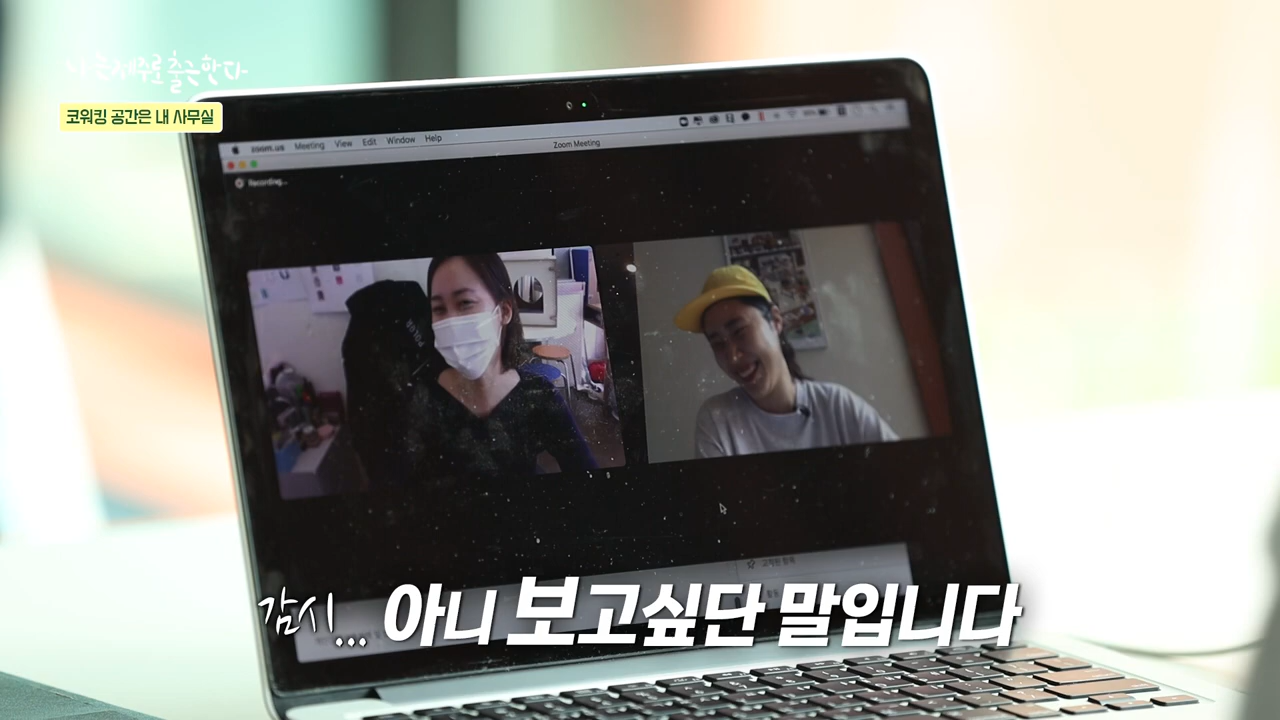 나는 제주로 출근한다
코워킹 공간은 내 사무실
zoom.us Meeting View Edit Window Help
Zoom Meeting
Recording...
감시... 아니 보고싶단 말입니다